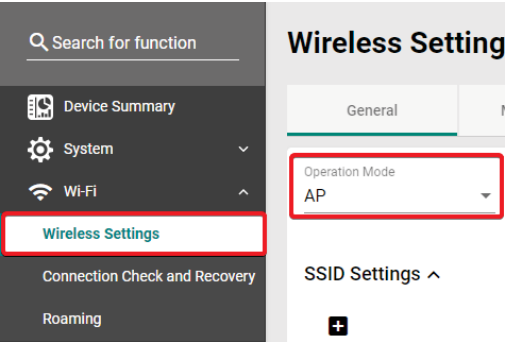 Search for function
Device Summary
System
Wi-Fi
Wireless Settings
Connection Check and Recovery
Roaming
Wireless Setting
General
Operation Mode
AP
SSID Settings